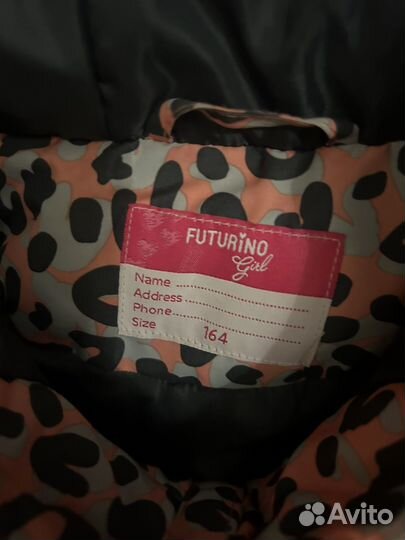 FUTURINO
Girl
Name
Address
Phone
Size 164
Avito